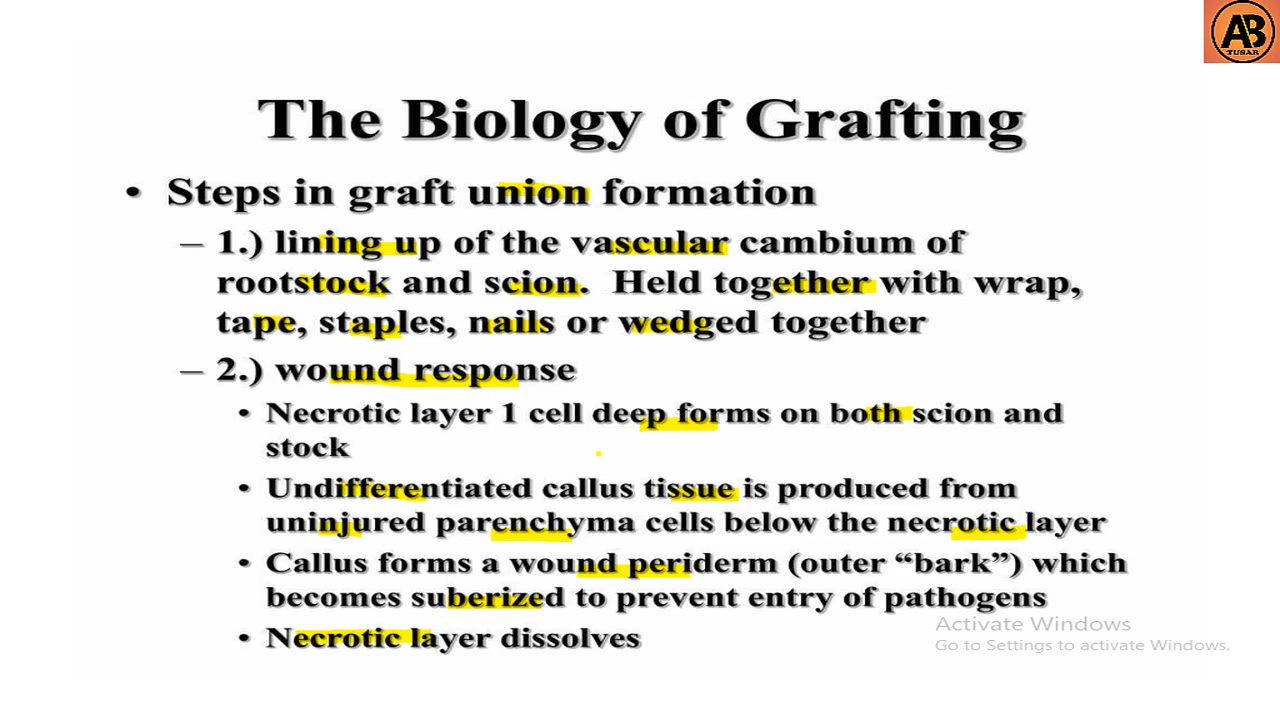 AB
TUSAR
The Biology of Grafting
• Steps in graft union formation
– 1.) lining up of the vascular cambium of
rootstock and scion. Held together with wrap,
tape, staples, nails or wedged together
– 2.) wound response
• Necrotic layer 1 cell deep forms on both scion and
stock
• Undifferentiated callus tissue is produced from
uninjured parenchyma cells below the necrotic layer
• Callus forms a wound periderm (outer “bark”) which
becomes suberized to prevent entry of pathogens
• Necrotic layer dissolves
Activate Windows
Go to Settings to activate Windows.